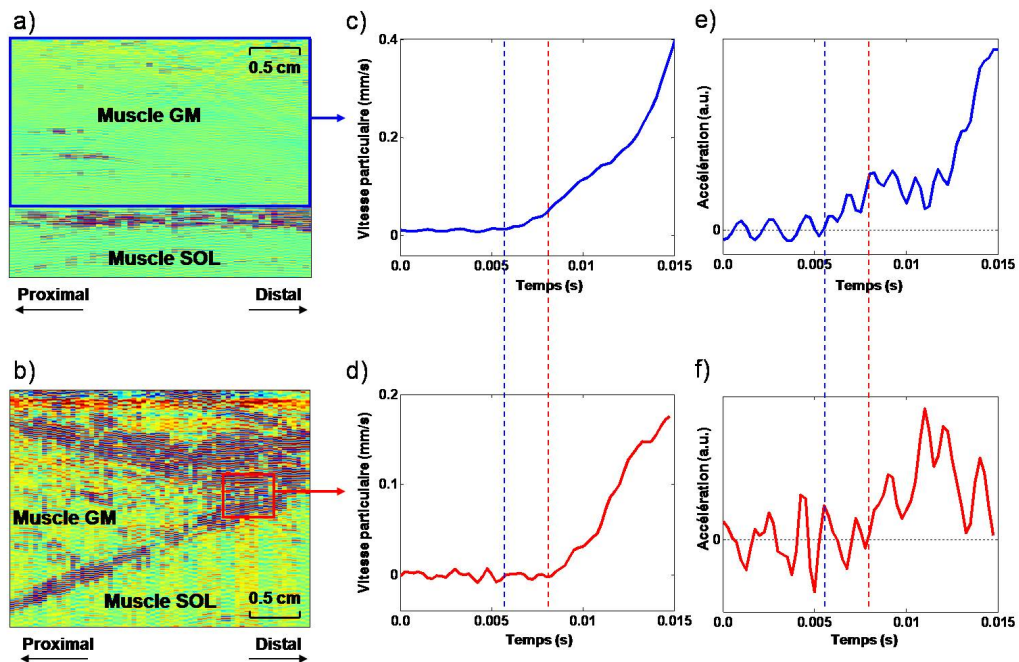 a)
0.5 cm
Muscle GM
Muscle SOL
Proximal
Distal
c)
Vitesse particulaire (mm/s)
0.4
0.2
0
0.0
0.005
0.01
0.015
Temps (s)
e)
Accélération (a.u.)
0
0.0
0.005
0.01
0.015
Temps (s)
b)
Muscle GM
Muscle SOL
0.5 cm
Proximal
Distal
d)
Vitesse particulaire (mm/s)
0.2
0.1
0
0.0
0.005
0.01
0.015
Temps (s)
f)
Accélération (a.u.)
0
0.0
0.005
0.01
0.015
Temps (s)